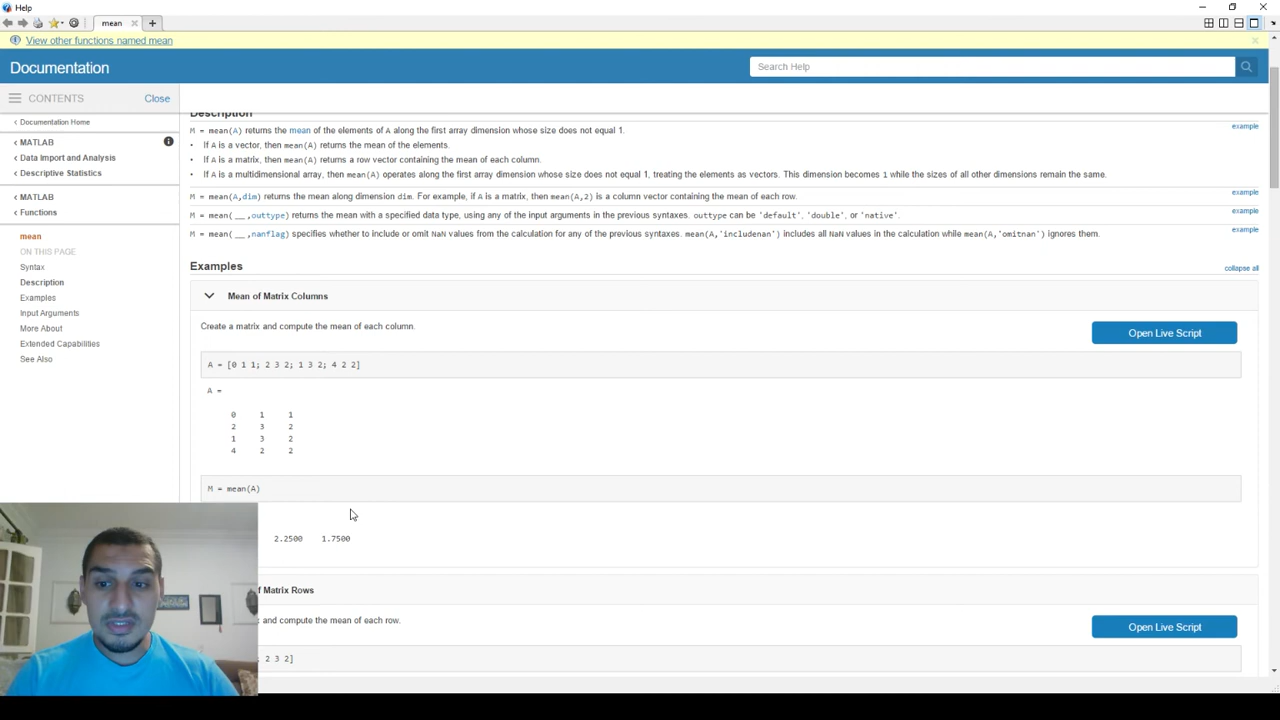 Help
mean
View other functions named mean
Documentation
Search Help
CONTENTS
Close
Documentation Home
MATLAB
Data Import and Analysis
Descriptive Statistics
MATLAB
Functions
mean
ON THIS PAGE
Syntax
Description
Examples
Input Arguments
More About
Extended Capabilities
See Also
Description
M = mean(A) returns the mean of the elements of A along the first array dimension whose size does not equal 1.
example
• If A is a vector, then mean(A) returns the mean of the elements.
• If A is a matrix, then mean(A) returns a row vector containing the mean of each column.
• If A is a multidimensional array, then mean(A) operates along the first array dimension whose size does not equal 1, treating the elements as vectors. This dimension becomes 1 while the sizes of all other dimensions remain the same.
M = mean(A,dim) returns the mean along dimension dim. For example, if A is a matrix, then mean(A,2) is a column vector containing the mean of each row.
example
M = mean(__,outtype) returns the mean with a specified data type, using any of the input arguments in the previous syntaxes. outtype can be 'default', 'double', or 'native'.
example
M = mean(__,nanflag) specifies whether to include or omit NaN values from the calculation for any of the previous syntaxes. mean(A,'includenan') includes all NaN values in the calculation while mean(A,'omitnan') ignores them.
example
Examples
collapse all
Mean of Matrix Columns
Create a matrix and compute the mean of each column.
Open Live Script
A = [0 1 1; 2 3 2; 1 3 2; 4 2 2]
A =
0 1 1
2 3 2
1 3 2
4 2 2
M = mean(A)
2.2500 1.7500
of Matrix Rows
and compute the mean of each row.
Open Live Script
; 2 3 2]